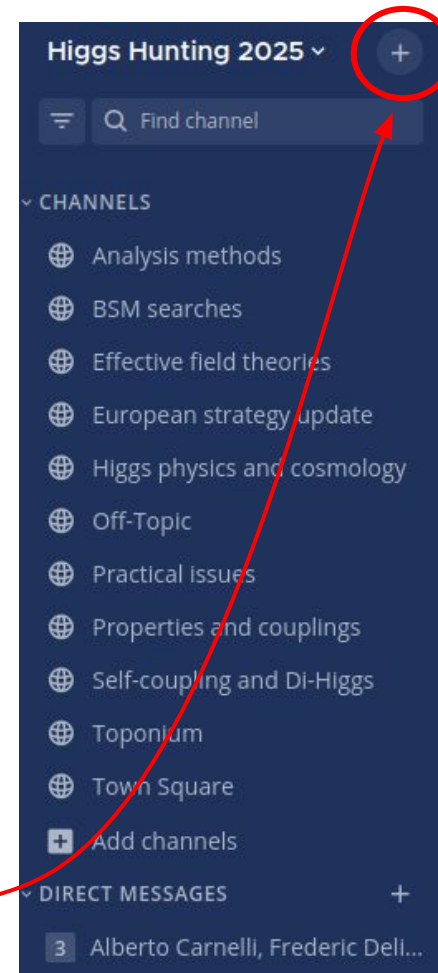 Higgs Hunting 2025
Find channel
CHANNELS
Analysis methods
BSM searches
Effective field theories
European strategy update
Higgs physics and cosmology
Off-Topic
Practical issues
Properties and couplings
Self-coupling and Di-Higgs
Toponium
Town Square
Add channels
DIRECT MESSAGES +
3 Alberto Carnelli, Frederic Deli...